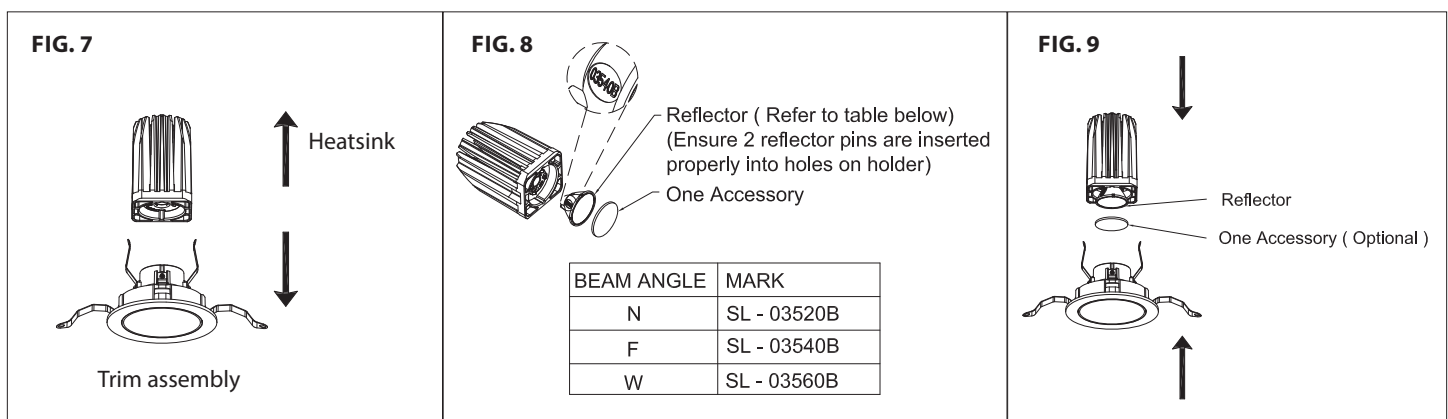 FIG. 7
Heatsink
Trim assembly
FIG. 8
03540B
Reflector ( Refer to table below)
(Ensure 2 reflector pins are inserted
properly into holes on holder)
One Accessory
BEAM ANGLE MARK
N SL - 03520B
F SL - 03540B
W SL - 03560B
FIG. 9
Reflector
One Accessory ( Optional )